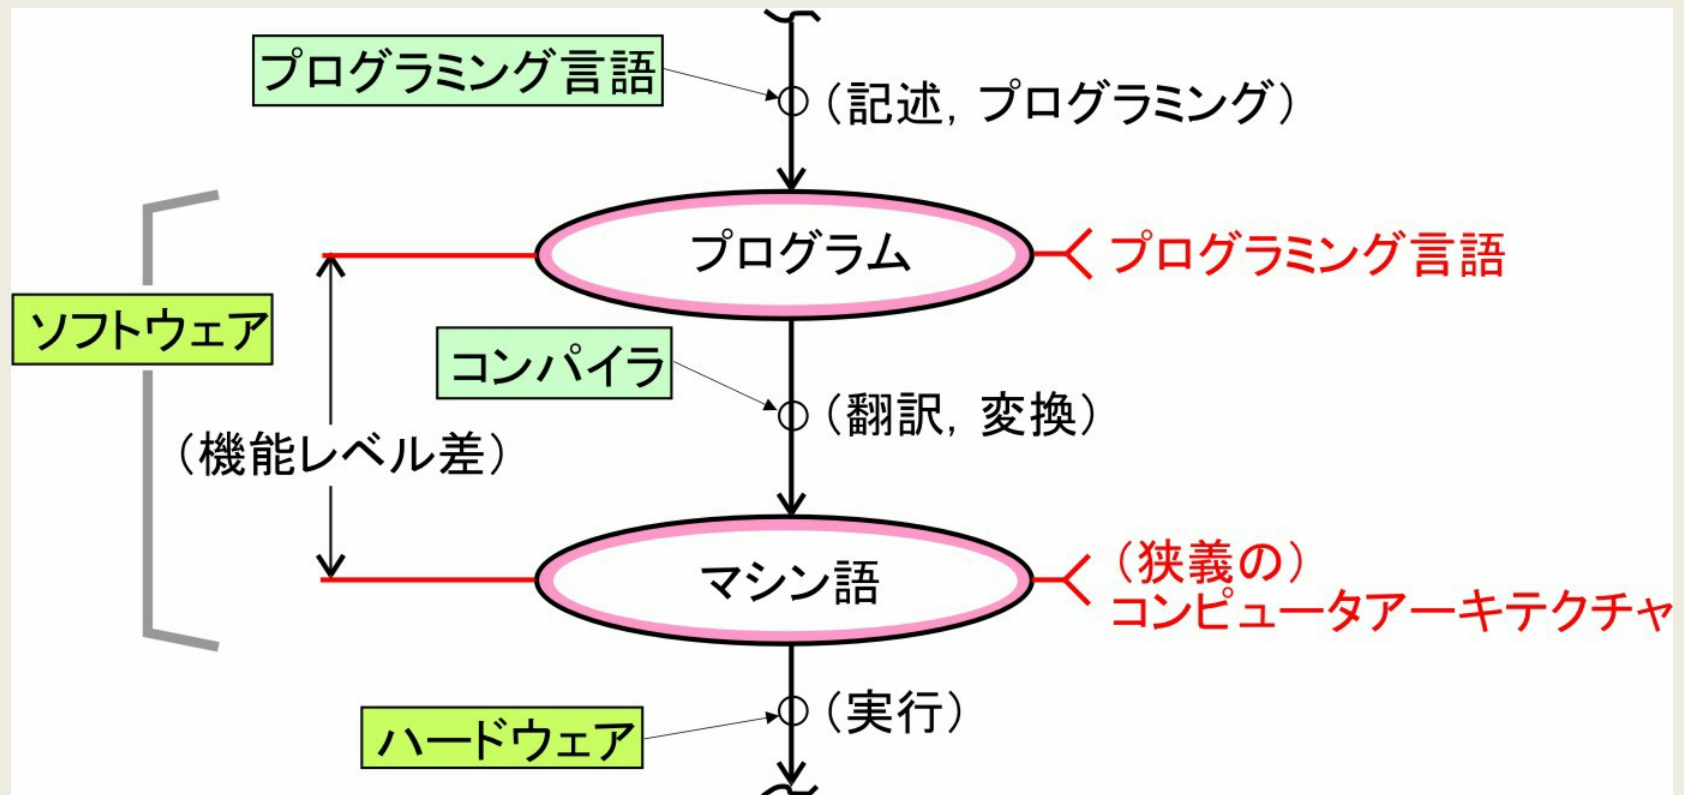 プログラミング言語
（記述, プログラミング）
プログラム
プログラミング言語
ソフトウェア
コンパイラ
（翻訳, 変換）
（機能レベル差）
マシン語
（狭義の）
コンピュータアーキテクチャ
ハードウェア
（実行）